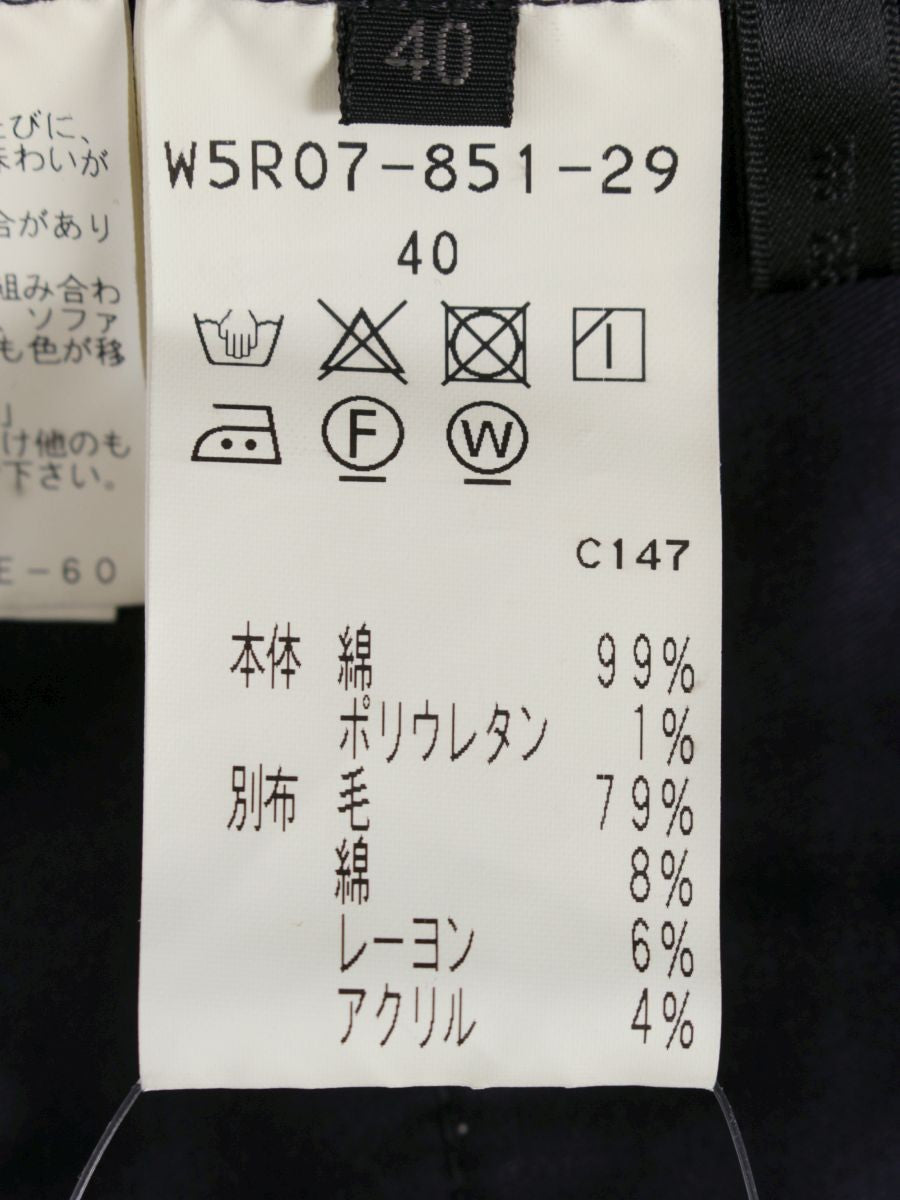 40
W5R07-851-29
40
F W
C147
本体 綿 99%
ポリウレタン 1%
別布 毛 79%
綿 8%
レーヨン 6%
アクリル 4%
びに、
味わいが
合があり
組み合わ
、ソファ
も色が移
」
け他のも
下さい。
E-60